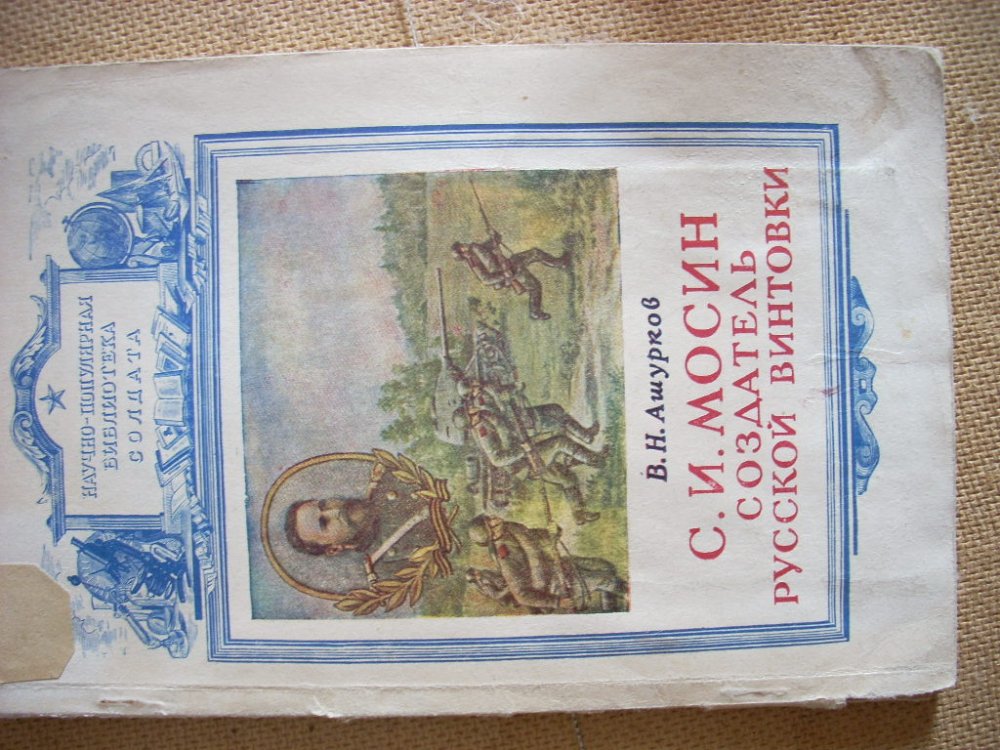 НАУЧНО-ПОПУЛЯРНАЯ
БИБЛИОТЕКА
СОЛДАТА
В.Н.Ашурков
С.И.МОСИН
СОЗДАТЕЛЬ
РУССКОЙ ВИНТОВКИ